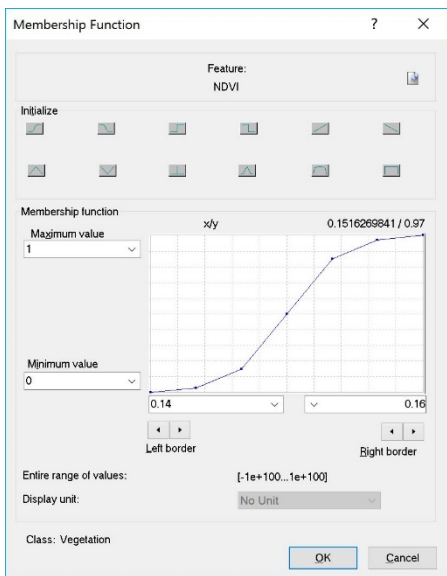 Membership Function ? X
Feature:
NDVI
Initialize
Membership function
x/y 0.1516269841 / 0.97
Maximum value
1
Minimum value
0
0.14 0.16
Left border
Right border
Entire range of values: [-1e+100...1e+100]
Display unit: No Unit
Class: Vegetation
OK Cancel